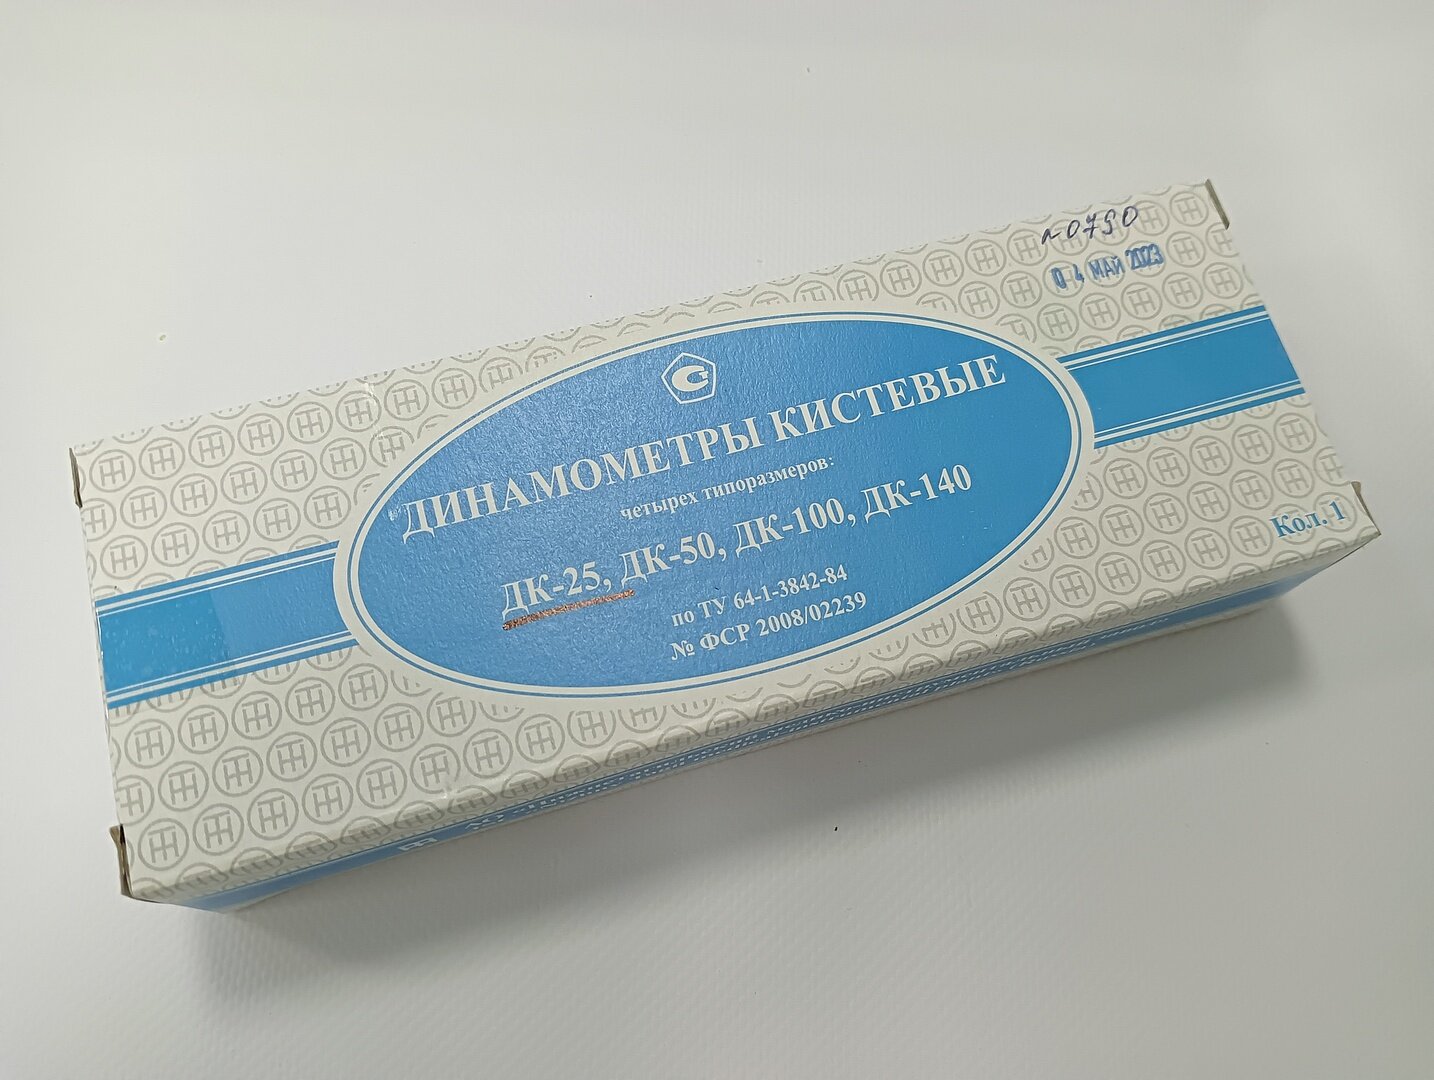 0790
04 МАЙ 2023
ДИНАМОМЕТРЫ КИСТЕВЫЕ
четырех типоразмеров:
ДК-25, ДК-50, ДК-100, ДК-140
по ТУ 64-1-3842-84
№ ФСР 2008/02239
Кол. 1